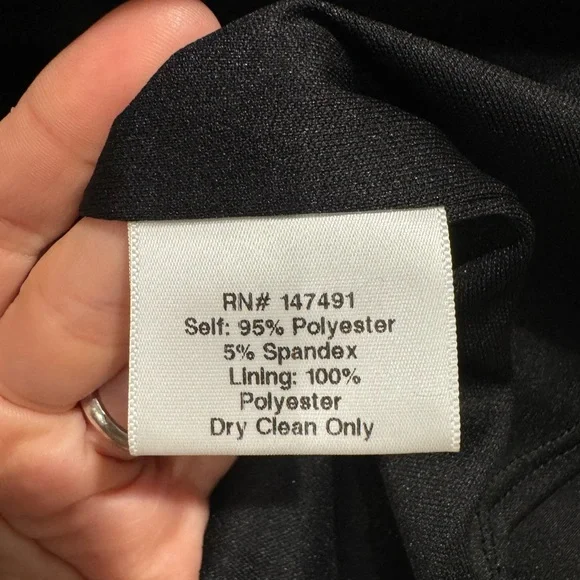 RN# 147491
Self: 95% Polyester
5% Spandex
Lining: 100%
Polyester
Dry Clean Only